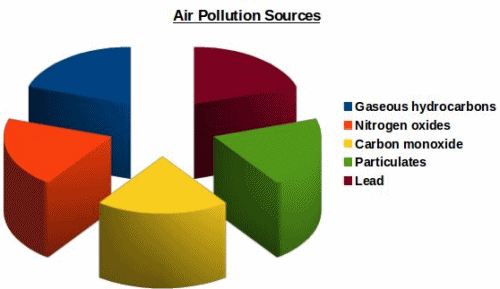 Air Pollution Sources
Gaseous hydrocarbons
Nitrogen oxides
Carbon monoxide
Particulates
Lead